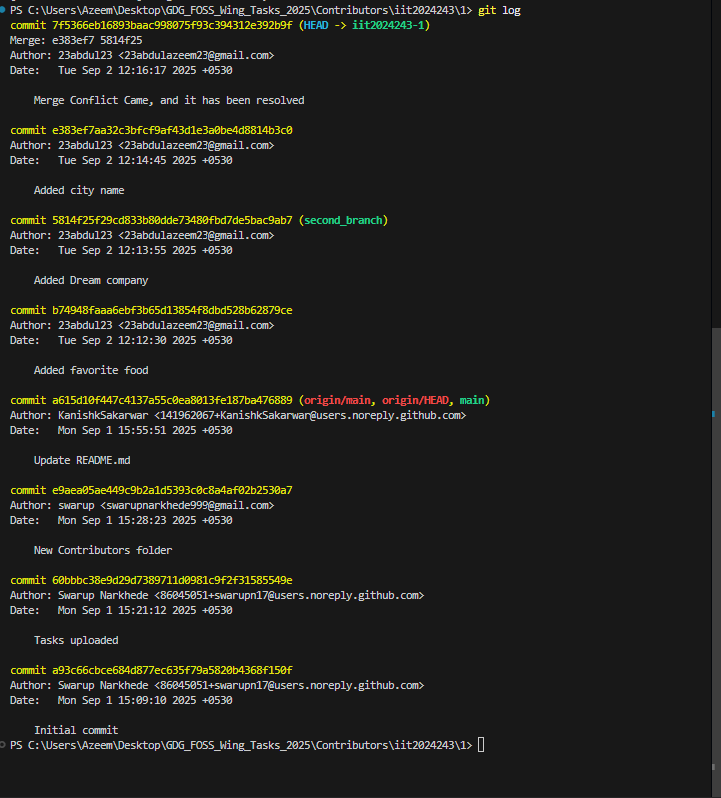 PS C:\Users\Azeem\Desktop\GDG_FOSS_Wing_Tasks_2025\Contributors\iit2024243\1> git log
commit 7f5366eb16893baac998075f93c394312e392b9f (HEAD -> iit2024243-1)
Merge: e383ef7 5814f25
Author: 23abdul23 <23abdulazeem23@gmail.com>
Date:   Tue Sep 2 12:16:17 2025 +0530
    Merge Conflict Came, and it has been resolved
commit e383ef7aa32c3bfcf9af43d1e3a0be4d8814b3c0
Author: 23abdul23 <23abdulazeem23@gmail.com>
Date:   Tue Sep 2 12:14:45 2025 +0530
    Added city name
commit 5814f25f29cd833b80dde73480fbd7de5bac9ab7 (second_branch)
Author: 23abdul23 <23abdulazeem23@gmail.com>
Date:   Tue Sep 2 12:13:55 2025 +0530
    Added Dream company
commit b74948faaa6ebf3b65d13854f8dbd528b62879ce
Author: 23abdul23 <23abdulazeem23@gmail.com>
Date:   Tue Sep 2 12:12:30 2025 +0530
    Added favorite food
commit a615d10f447c4137a55c0ea8013fe187ba476889 (origin/main, origin/HEAD, main)
Author: KanishkSakarwar <141962067+KanishkSakarwar@users.noreply.github.com>
Date:   Mon Sep 1 15:55:51 2025 +0530
    Update README.md
commit e9aea05ae449c9b2a1d5393c0c8a4af02b2530a7
Author: swarup <swarupnarkhede999@gmail.com>
Date:   Mon Sep 1 15:28:23 2025 +0530
    New Contributors folder
commit 60bbbc38e9d29d7389711d0981c9f2f31585549e
Author: Swarup Narkhede <86045051+swarupn17@users.noreply.github.com>
Date:   Mon Sep 1 15:21:12 2025 +0530
    Tasks uploaded
commit a93c66cbce684d877ec635f79a5820b4368f150f
Author: Swarup Narkhede <86045051+swarupn17@users.noreply.github.com>
Date:   Mon Sep 1 15:09:10 2025 +0530
    Initial commit
PS C:\Users\Azeem\Desktop\GDG_FOSS_Wing_Tasks_2025\Contributors\iit2024243\1>